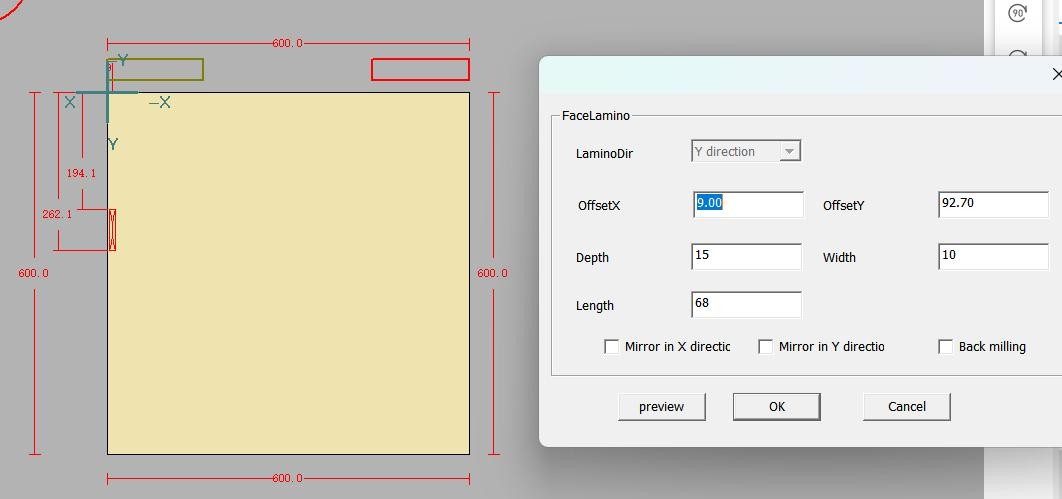 90
600.0
Y
X
X
Y
194.1
262.1
600.0
600.0
600.0
FaceLamino
LaminoDir
Y direction
OffsetX
9.00
OffsetY
92.70
Depth
15
Width
10
Length
68
Mirror in X directic
Mirror in Y directio
Back milling
preview
OK
Cancel